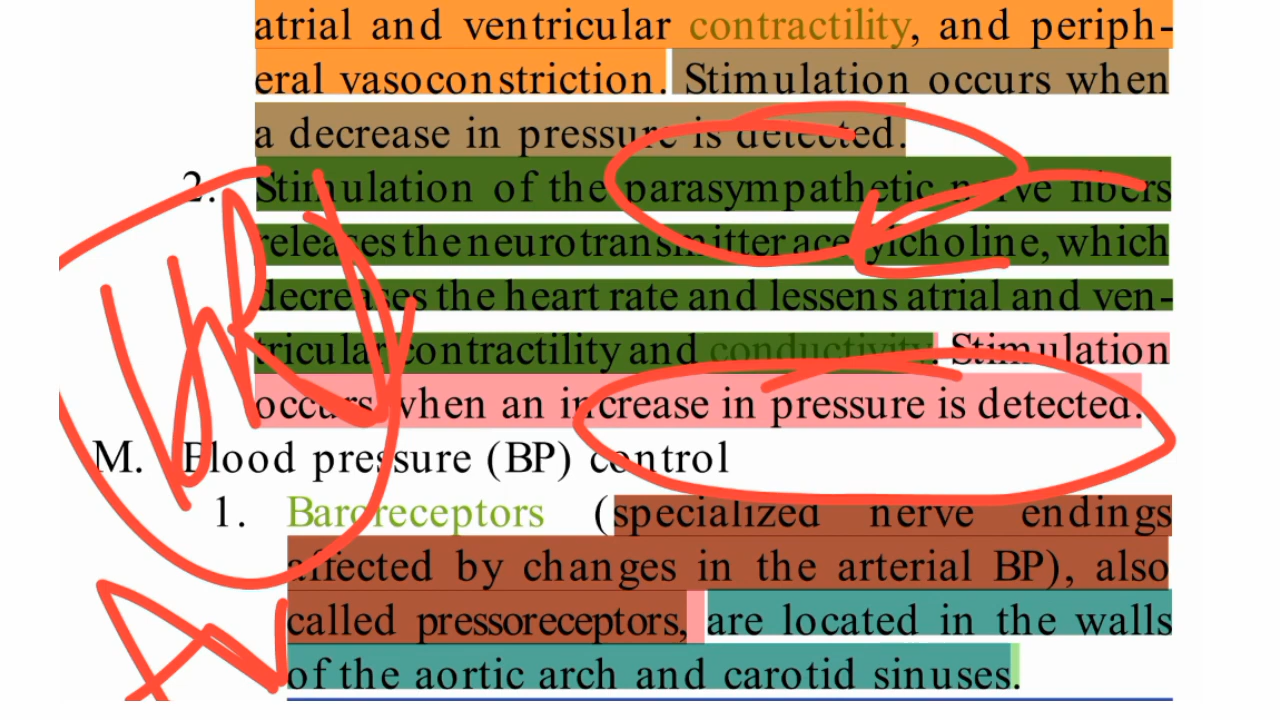 atrial and ventricular contractility, and periph-
eral vasoconstriction. Stimulation occurs when
a decrease in pressure is detected.
2. Stimulation of the parasympathetic nerve fibers
releases the neurotransmitter acetylcholine, which
decreases the heart rate and lessens atrial and ven-
tricular contractility and conductivity. Stimulation
occurs when an increase in pressure is detected.
M. Blood pressure (BP) control
1. Baroreceptors (specialized nerve endings
affected by changes in the arterial BP), also
called pressoreceptors, are located in the walls
of the aortic arch and carotid sinuses.